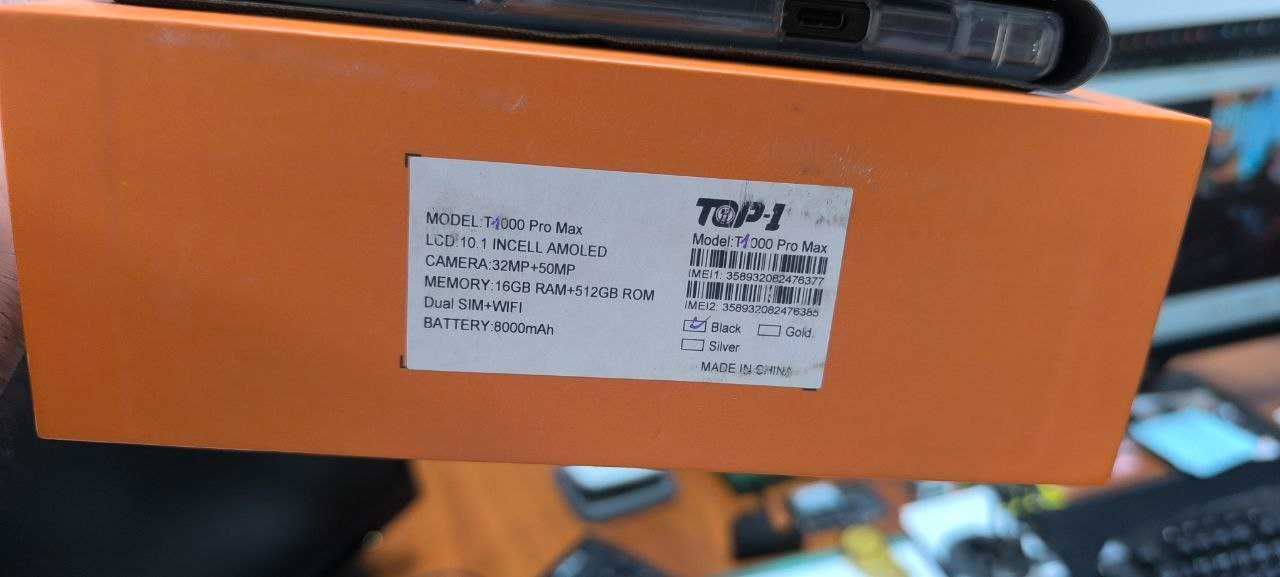 MODEL:T1000 Pro Max
LCD:10.1 INCELL AMOLED
CAMERA:32MP+50MP
MEMORY:16GB RAM+512GB ROM
Dual SIM+WIFI
BATTERY:8000mAh
TOP-1
Model:T1000 Pro Max
IMEI1: 358932082476377
IMEI2: 358932082476385
Black
Gold
Silver
MADE IN CHINA